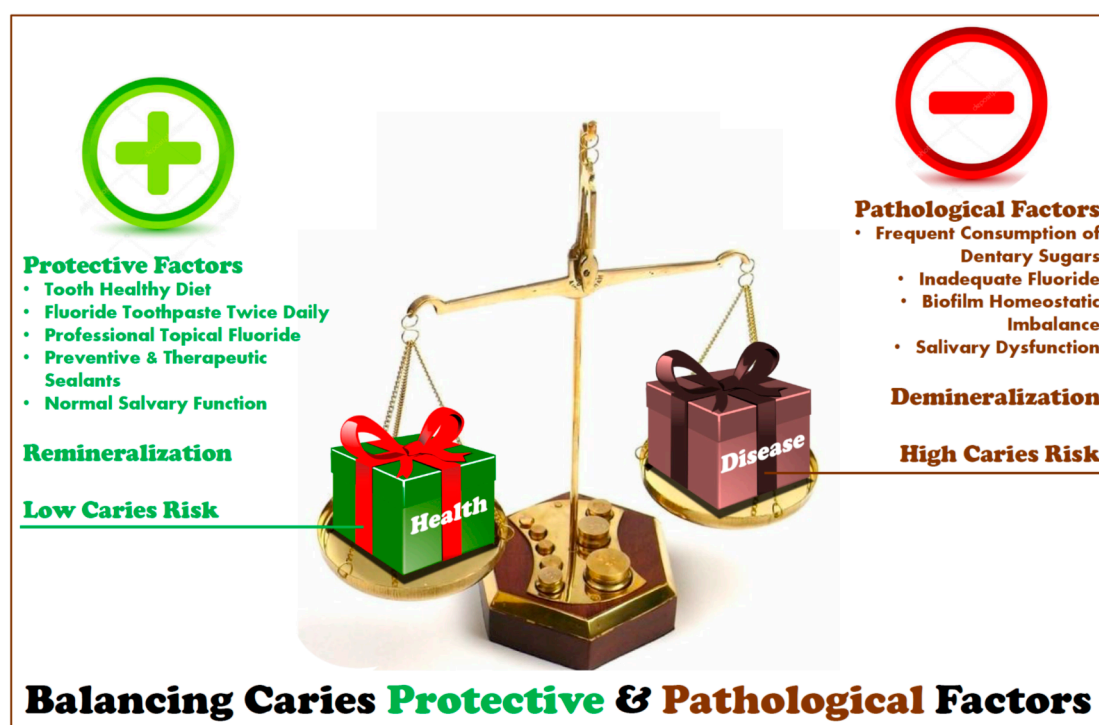 Protective Factors
• Tooth Healthy Diet
• Fluoride Toothpaste Twice Daily
• Professional Topical Fluoride
• Preventive & Therapeutic
Sealants
• Normal Salvary Function
Remineralization
Low Caries Risk
Health
Pathological Factors
• Frequent Consumption of
Dentary Sugars
• Inadequate Fluoride
• Biofilm Homeostatic
Imbalance
• Salivary Dysfunction
Demineralization
High Caries Risk
Disease
Balancing Caries Protective & Pathological Factors